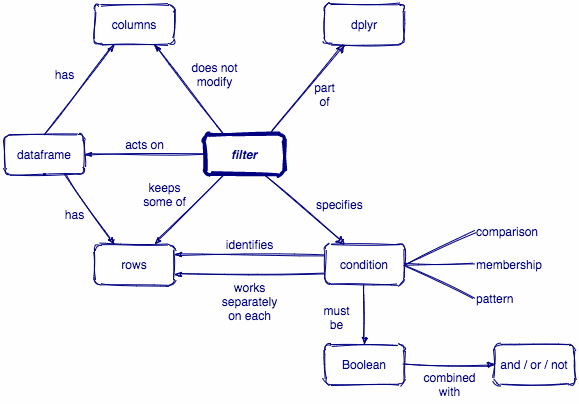 columns
dplyr
has
does not
modify
part
of
dataframe
acts on
filter
keeps
some of
has
specifies
rows
identifies
works
separately
on each
condition
comparison
membership
pattern
must
be
Boolean
combined
with
and / or / not